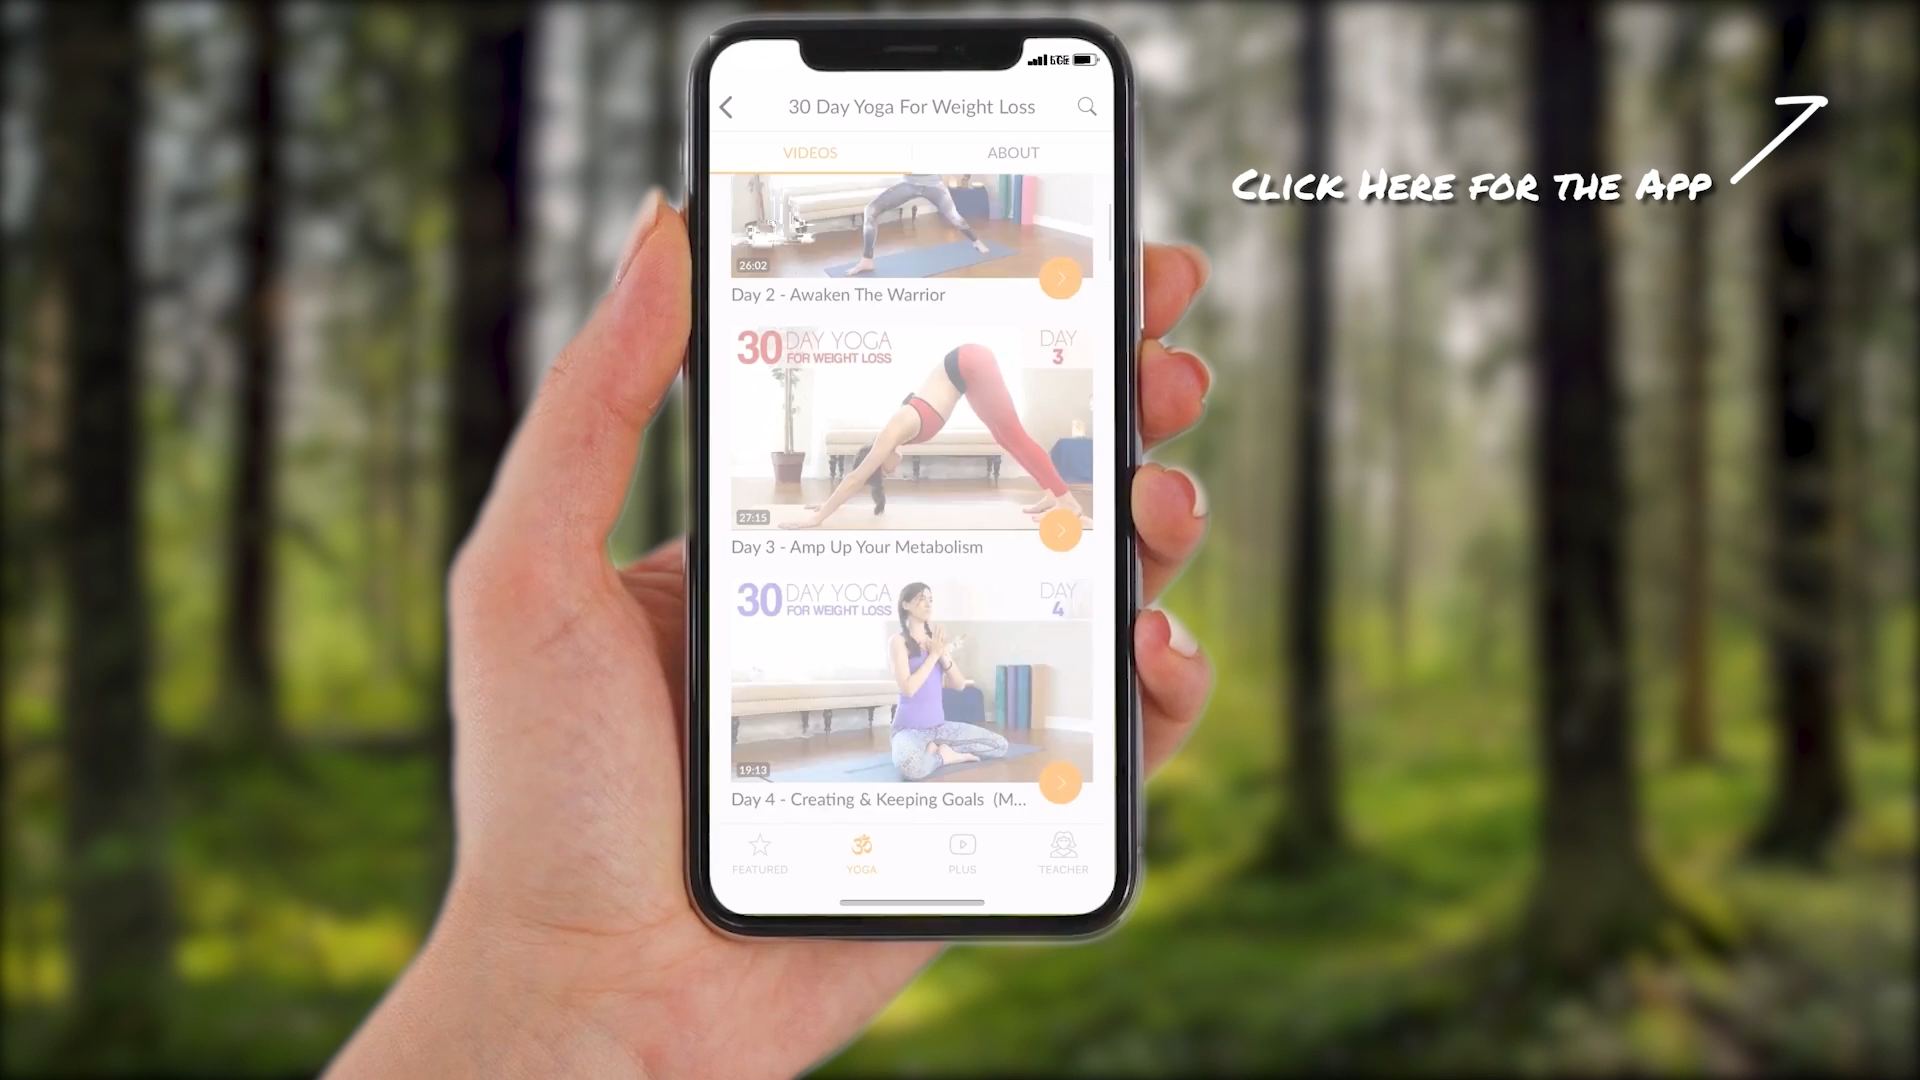 30 Day Yoga For Weight Loss
VIDEOS
ABOUT
CLICK HERE FOR THE APP
26:02
Day 2 - Awaken The Warrior
30 DAY YOGA
FOR WEIGHT LOSS
DAY
3
27:15
Day 3 - Amp Up Your Metabolism
30 DAY YOGA
FOR WEIGHT LOSS
DAY
4
19:13
Day 4 - Creating & Keeping Goals (M...
FEATURED
YOGA
PLUS
TEACHER